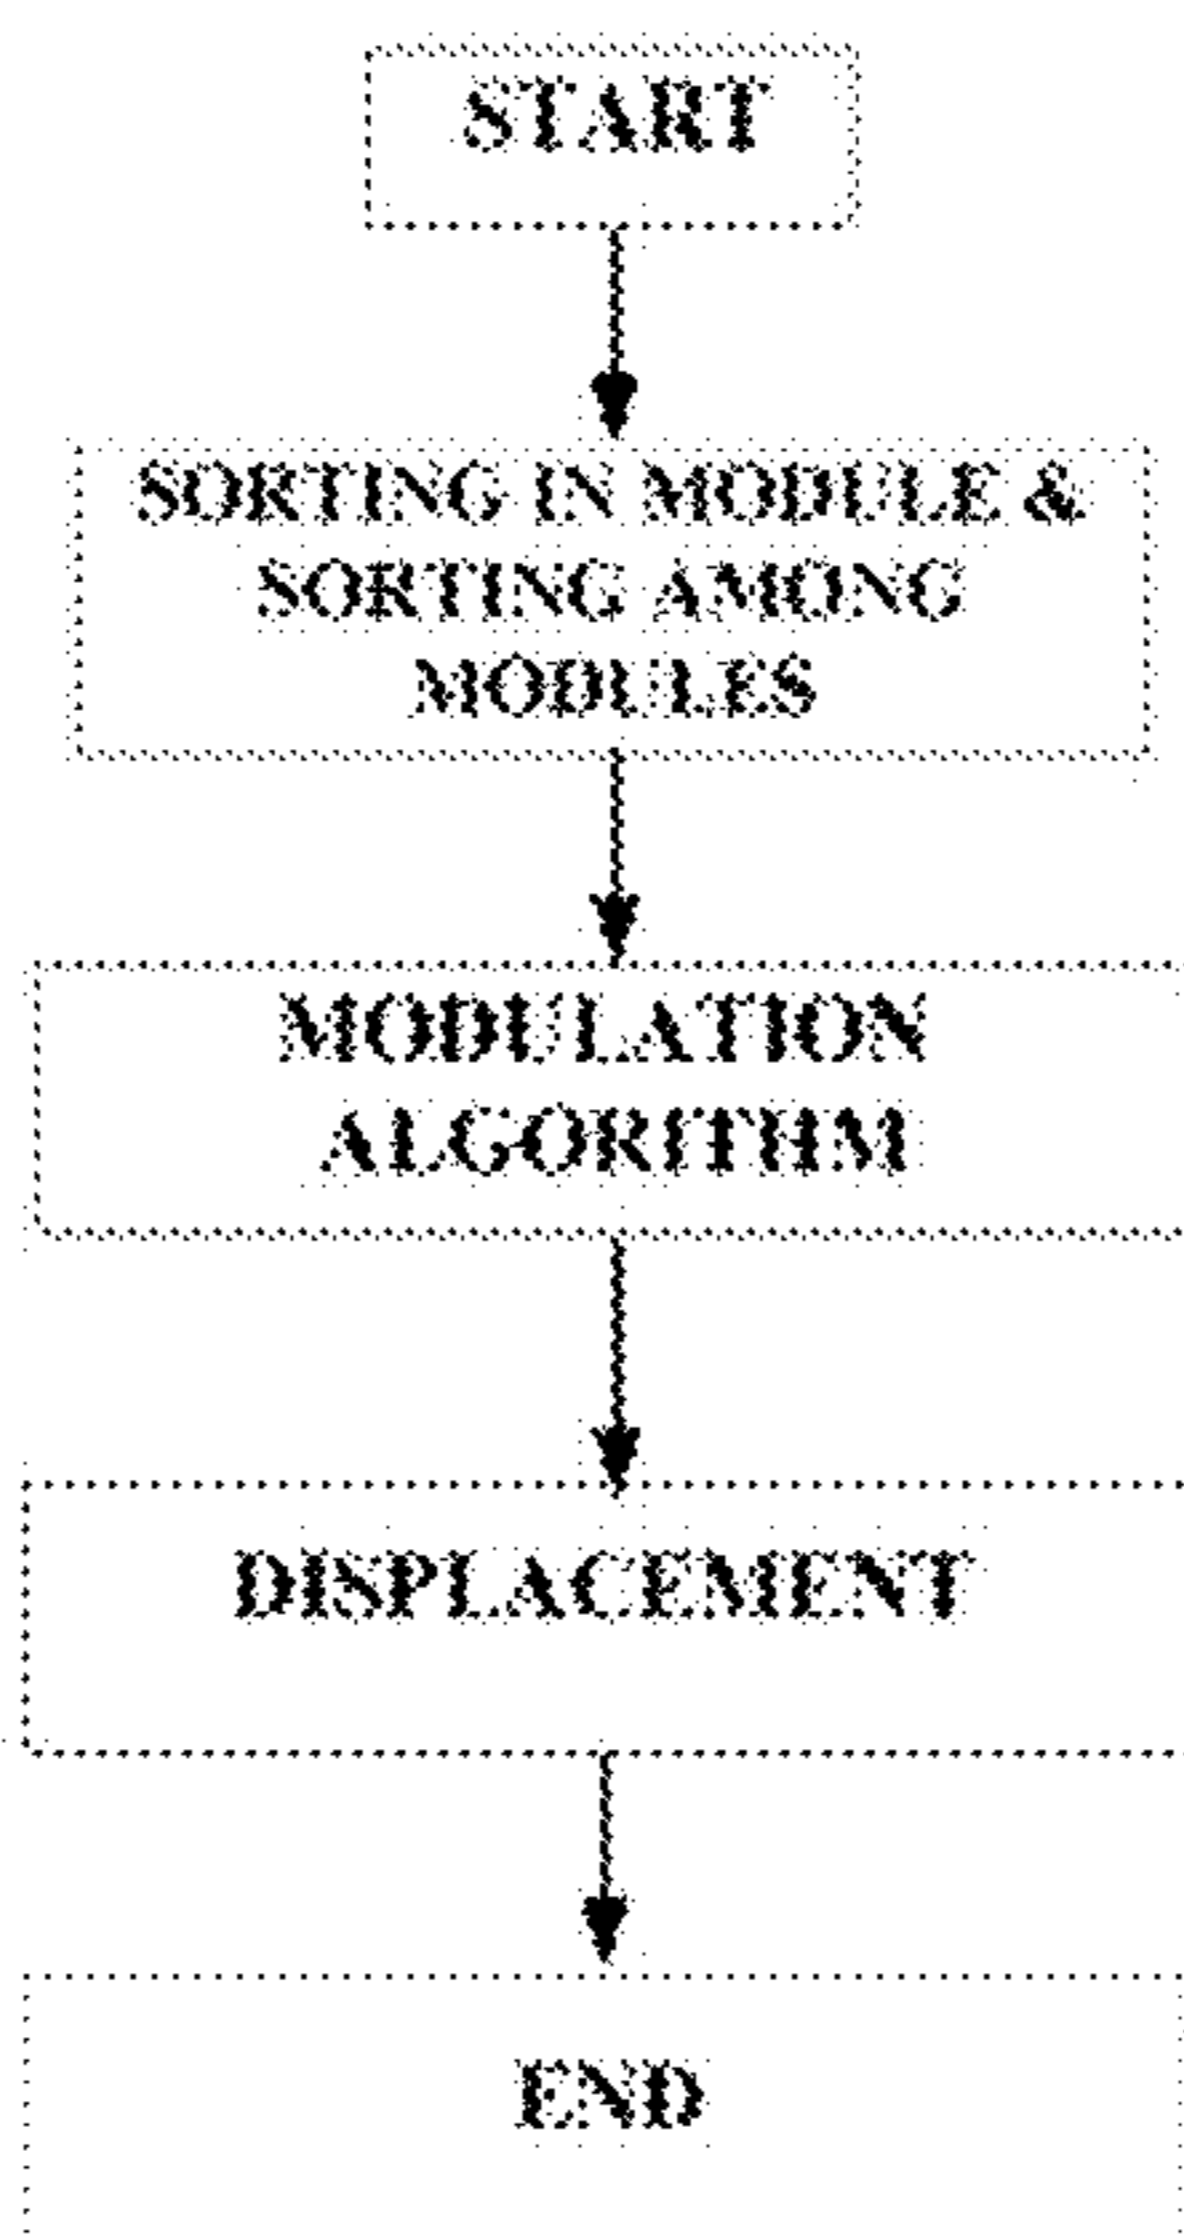 START
SORTING IN MODULE &
SORTING AMONG
MODULES
MODULATION
ALGORITHM
DISPLACEMENT
END